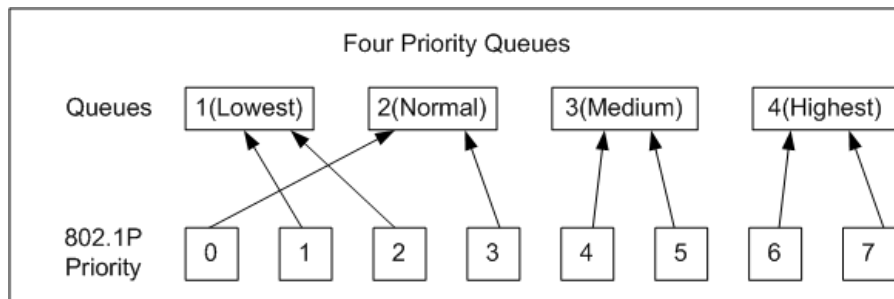 Four Priority Queues
Queues 1(Lowest) 2(Normal) 3(Medium) 4(Highest)
802.1P
Priority
0 1 2 3 4 5 6 7